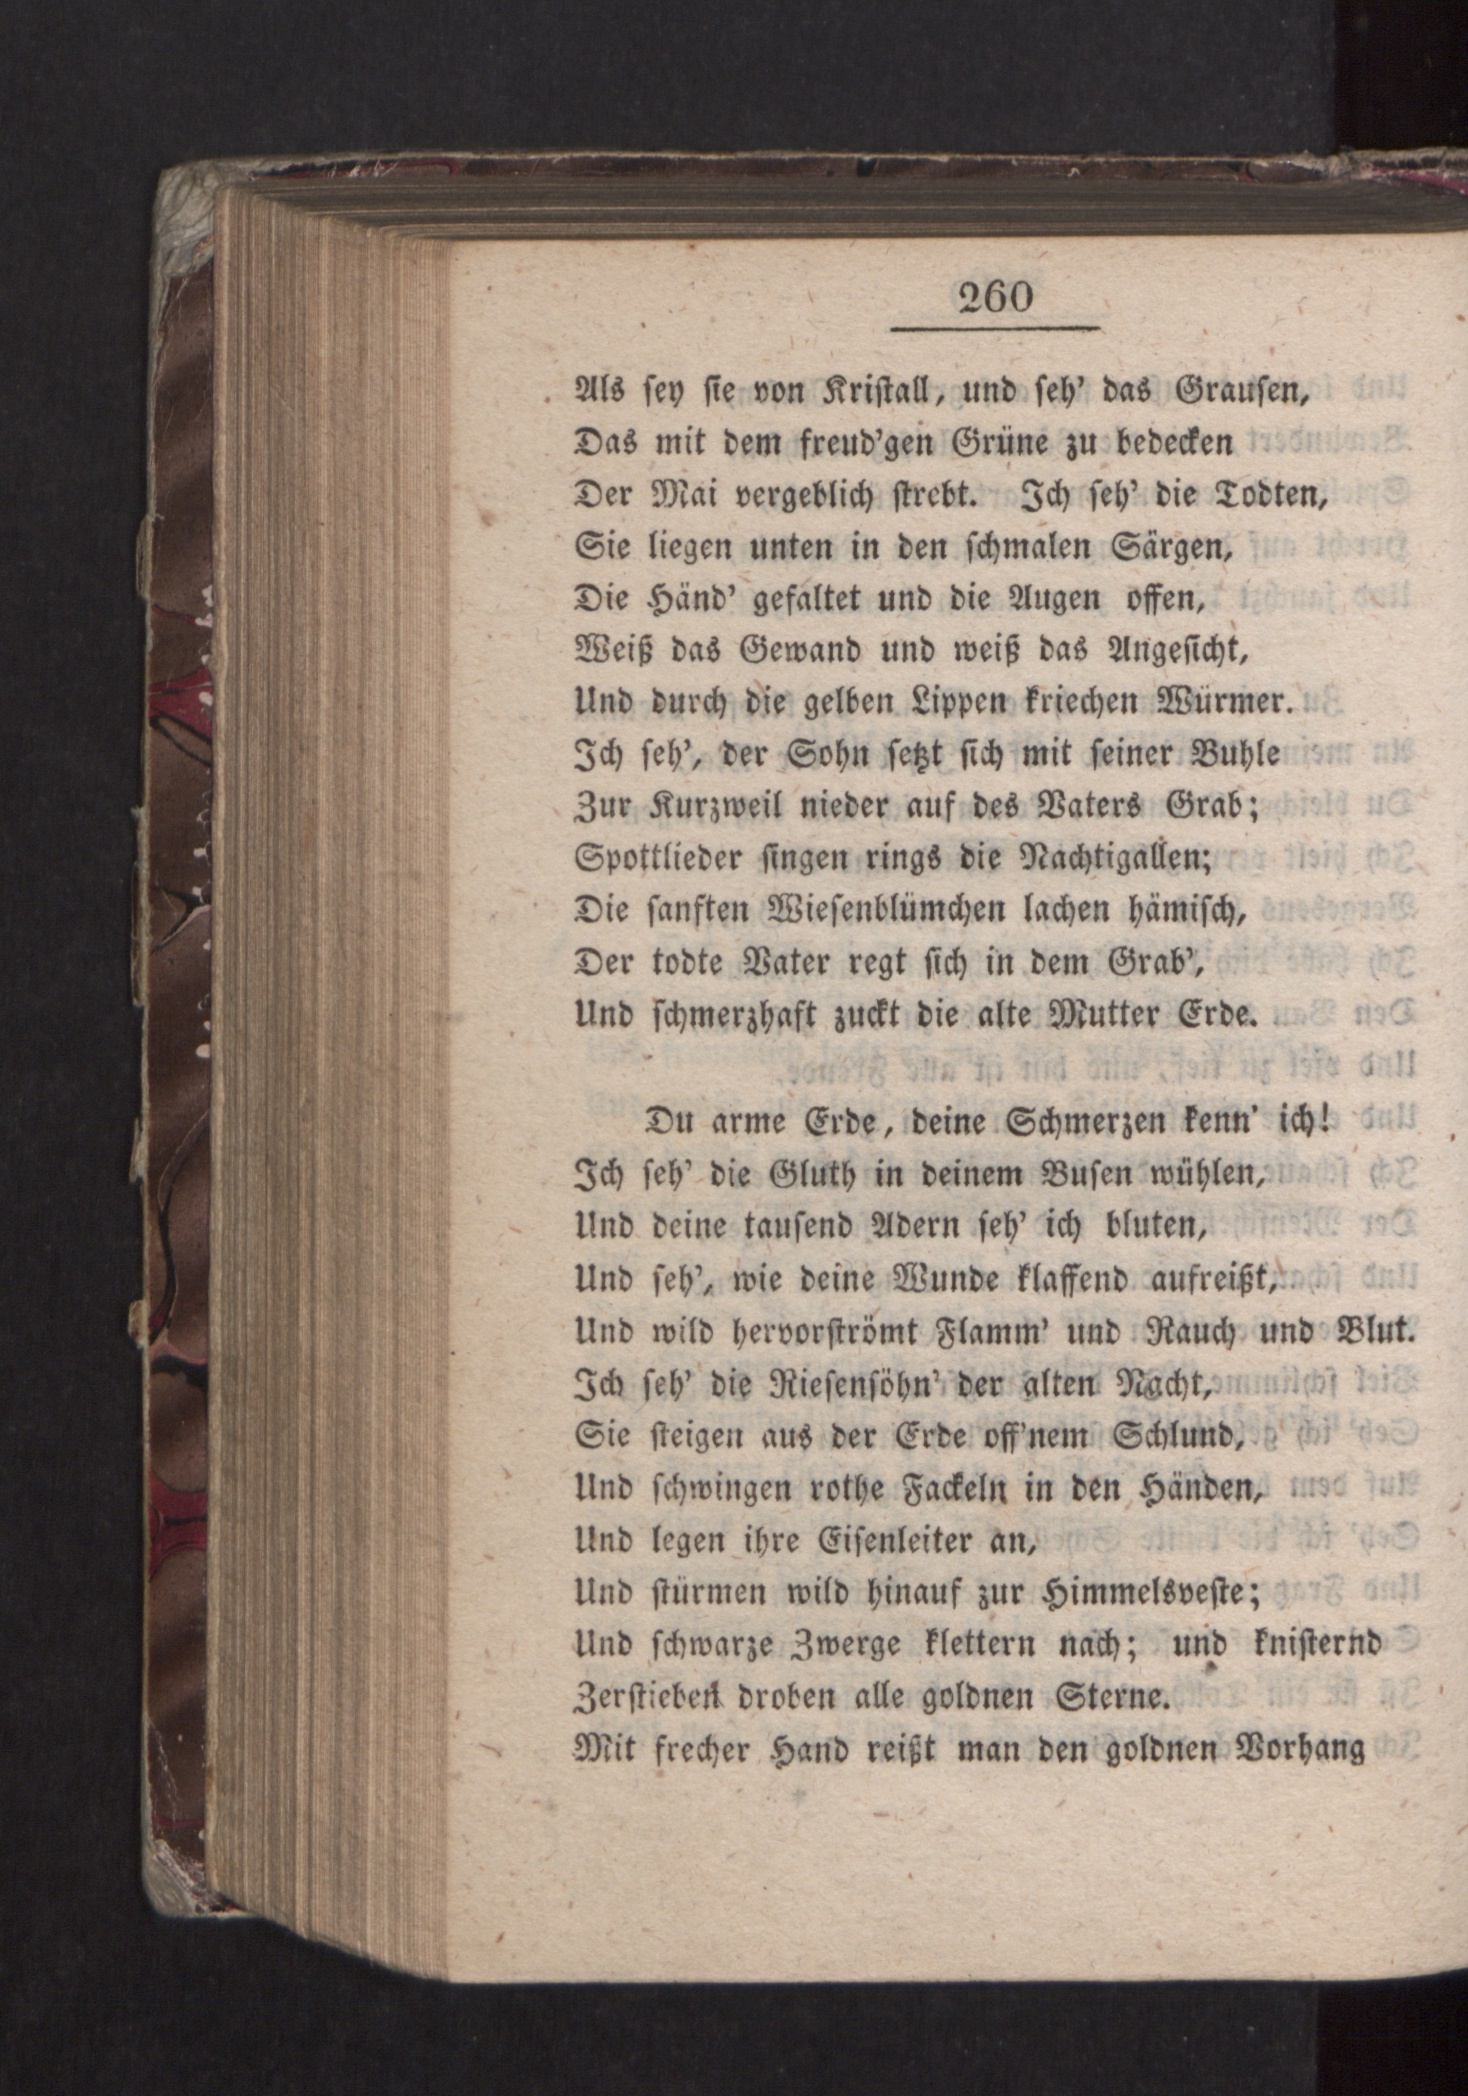 260
Als sey sie von Kristall, und seh' das Grausen,
Das mit dem freud'gen Grüne zu bedecken
Der Mai vergeblich strebt. Ich seh' die Todten,
Sie liegen unten in den schmalen Särgen,
Die Händ' gefaltet und die Augen offen,
Weiß das Gewand und weiß das Angesicht,
Und durch die gelben Lippen kriechen Würmer.
Ich seh', der Sohn setzt sich mit seiner Buhle
Zur Kurzweil nieder auf des Vaters Grab;
Spottlieder singen rings die Nachtigallen;
Die sanften Wiesenblümchen lachen hämisch,
Der todte Vater regt sich in dem Grab',
Und schmerzhaft zuckt die alte Mutter Erde.
Du arme Erde, deine Schmerzen kenn' ich!
Ich seh' die Gluth in deinem Busen wühlen,
Und deine tausend Adern seh' ich bluten,
Und seh', wie deine Wunde klaffend aufreißt,
Und wild hervorströmt Flamm' und Rauch und Blut.
Ich seh' die Riesensöhn' der alten Nacht,
Sie steigen aus der Erde off'nem Schlund,
Und schwingen rothe Fackeln in den Händen,
Und legen ihre Eisenleiter an,
Und stürmen wild hinauf zur Himmelsveste;
Und schwarze Zwerge klettern nach; und knisternd
Zerstieben droben alle goldnen Sterne.
Mit frecher Hand reißt man den goldnen Vorhang